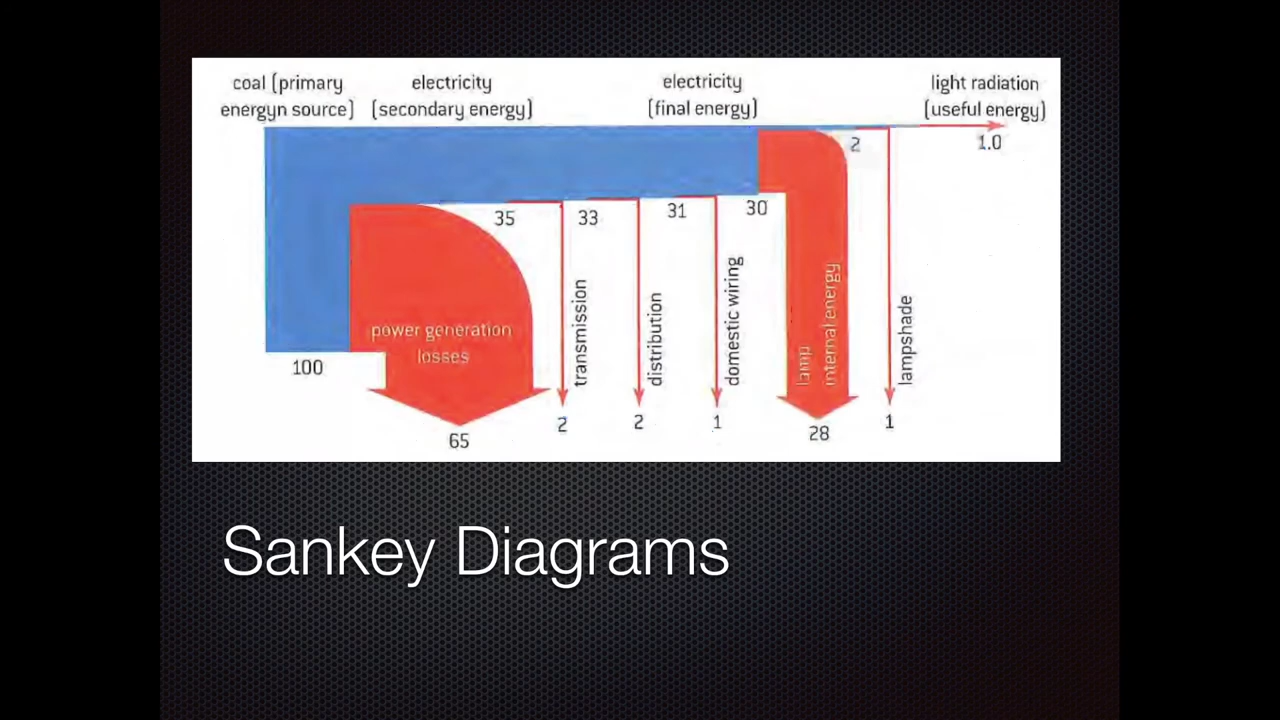 coal (primary
energyn source)
electricity
(secondary energy)
electricity
(final energy)
light radiation
(useful energy)
2
1.0
35
33
31
30
power generation
losses
transmission
distribution
domestic wiring
lamp
internal energy
lampshade
100
65
2
2
1
28
1
Sankey Diagrams